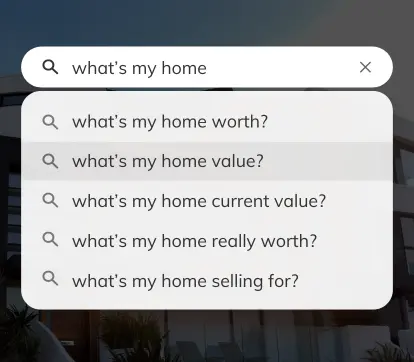 what's my home
what's my home worth?
what's my home value?
what's my home current value?
what's my home really worth?
what's my home selling for?